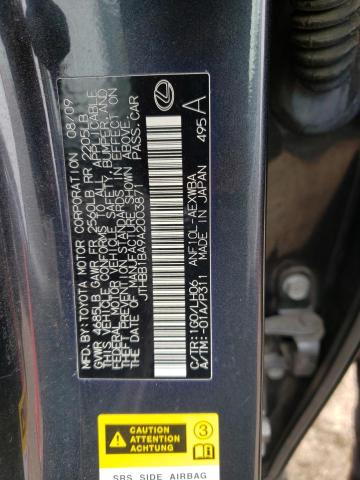 MFD. BY: TOYOTA MOTOR CORPORATION 08/09
GVWR 4685LB GAWR FR 2560LB RR 2205LB
THIS VEHICLE CONFORMS TO ALL APPLICABLE
FEDERAL MOTOR VEHICLE SAFETY, BUMPER, AND
THEFT PREVENTION STANDARDS IN EFFECT ON
THE DATE OF MANUFACTURE SHOWN ABOVE.
PASS.CAR
C/TR:1G0/LH06 ANF10L-AEXWBA
A/TM:-01A/P311 MADE IN JAPAN
495 A
CAUTION
ATTENTION
ACHTUNG
3
SRS SIDE AIRBAG